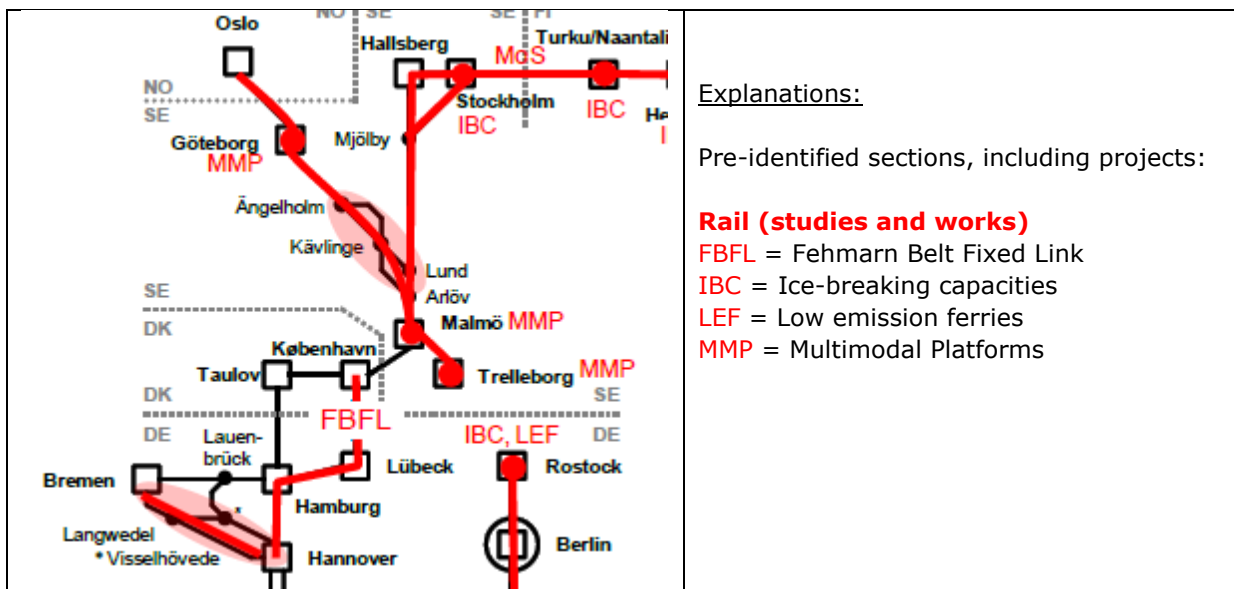 NO SE
SE FI
Oslo
Hallsberg
Turku/Naantali
MoS
NO
SE
Stockholm
IBC
IBC
Göteborg
MMP
Mjölby
Ängelholm
Kävlinge
Lund
Arlöv
SE
DK
Malmö MMP
København
Taulov
Trelleborg MMP
DK
SE
FBFL
DE
IBC, LEF
DE
Lauen-
brück
Lübeck
Rostock
Bremen
*
Hamburg
Langwedel
* Visselhövede
Hannover
Berlin
Explanations:
Pre-identified sections, including projects:
Rail (studies and works)
FBFL = Fehmarn Belt Fixed Link
IBC = Ice-breaking capacities
LEF = Low emission ferries
MMP = Multimodal Platforms